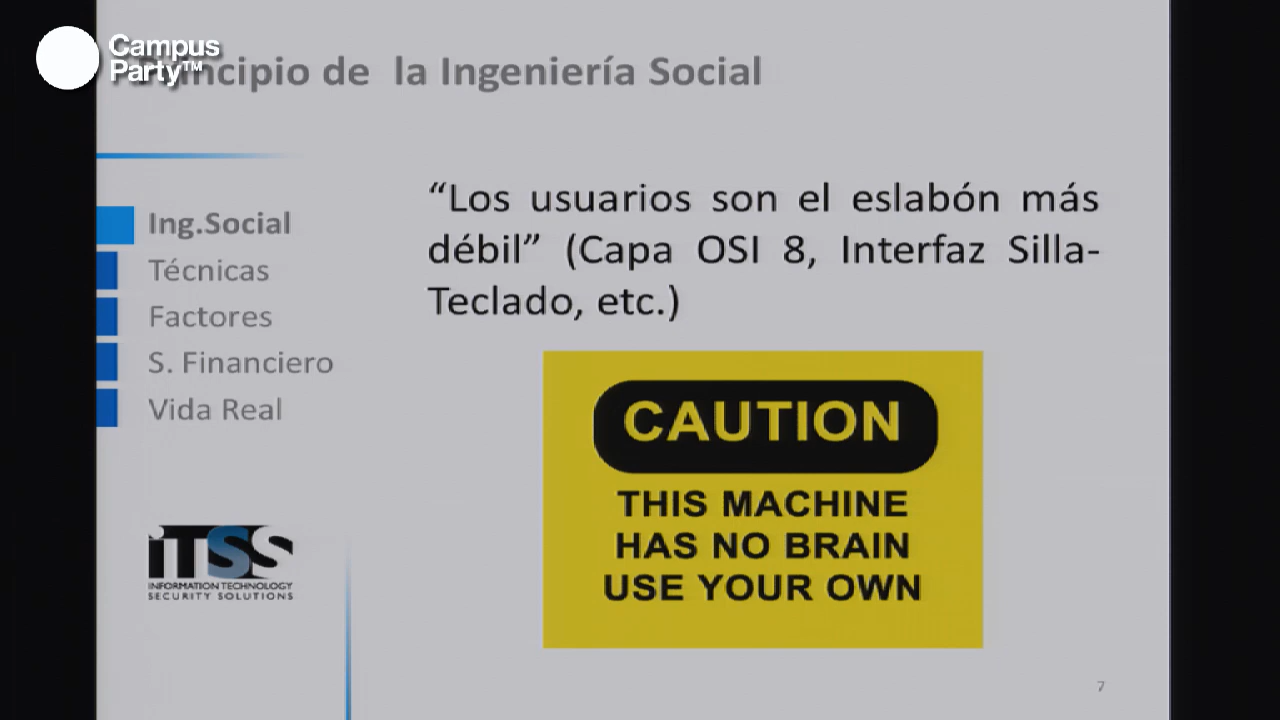 Campus
Party™
Principio de la Ingeniería Social
Ing.Social
Técnicas
Factores
S. Financiero
Vida Real
“Los usuarios son el eslabón más
débil” (Capa OSI 8, Interfaz Silla-
Teclado, etc.)
CAUTION
THIS MACHINE
HAS NO BRAIN
USE YOUR OWN
iTSS
INFORMATION TECHNOLOGY
SECURITY SOLUTIONS
7